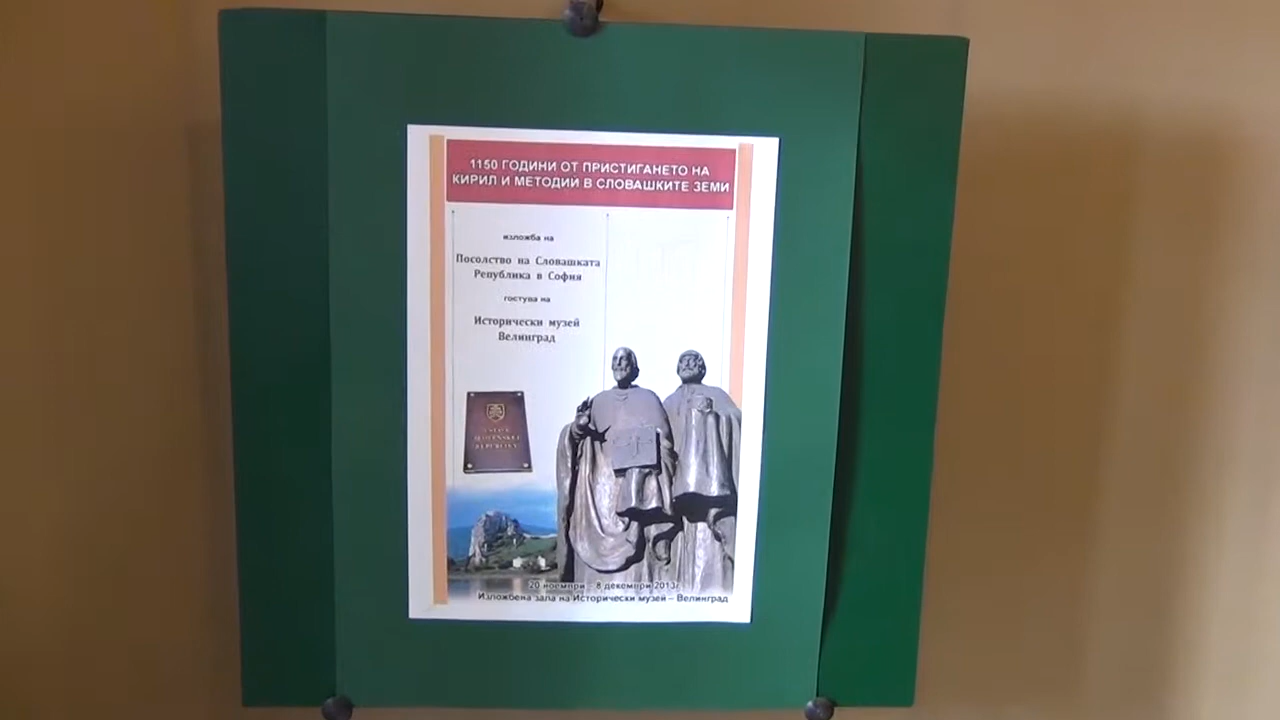 1150 ГОДИНИ ОТ ПРИСТИГАНЕТО НА
КИРИЛ И МЕТОДИЙ В СЛОВАШКИТЕ ЗЕМИ
изложба на
Посолство на Словашката
Република в София
гостува на
Исторически музей
Велинград
20 ноември - 8 декември 2013г.
Изложбена зала на Исторически музей – Велинград